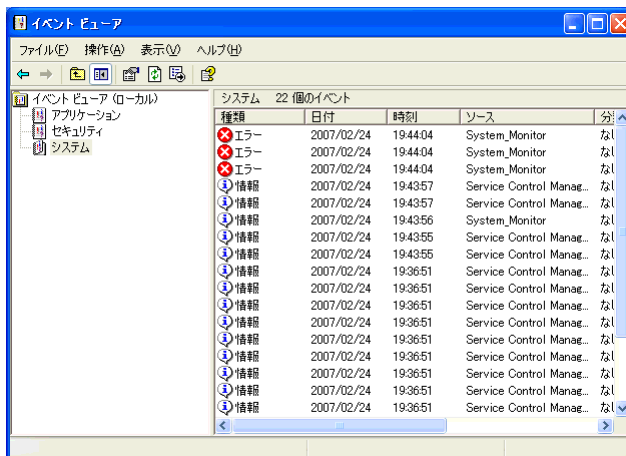 イベント ビューア
ファイル(F) 操作(A) 表示(V) ヘルプ(H)
イベント ビューア (ローカル)
アプリケーション
セキュリティ
システム
システム 22 個のイベント
種類 日付 時刻 ソース 分
エラー 2007/02/24 19:44:04 System_Monitor なし
エラー 2007/02/24 19:44:04 System_Monitor なし
エラー 2007/02/24 19:44:04 System_Monitor なし
情報 2007/02/24 19:43:57 Service Control Manag... なし
情報 2007/02/24 19:43:57 Service Control Manag... なし
情報 2007/02/24 19:43:56 System_Monitor なし
情報 2007/02/24 19:43:55 Service Control Manag... なし
情報 2007/02/24 19:43:55 Service Control Manag... なし
情報 2007/02/24 19:36:51 Service Control Manag... なし
情報 2007/02/24 19:36:51 Service Control Manag... なし
情報 2007/02/24 19:36:51 Service Control Manag... なし
情報 2007/02/24 19:36:51 Service Control Manag... なし
情報 2007/02/24 19:36:51 Service Control Manag... なし
情報 2007/02/24 19:36:51 Service Control Manag... なし
情報 2007/02/24 19:36:51 Service Control Manag... なし
情報 2007/02/24 19:36:51 Service Control Manag... なし
情報 2007/02/24 19:36:51 Service Control Manag... なし